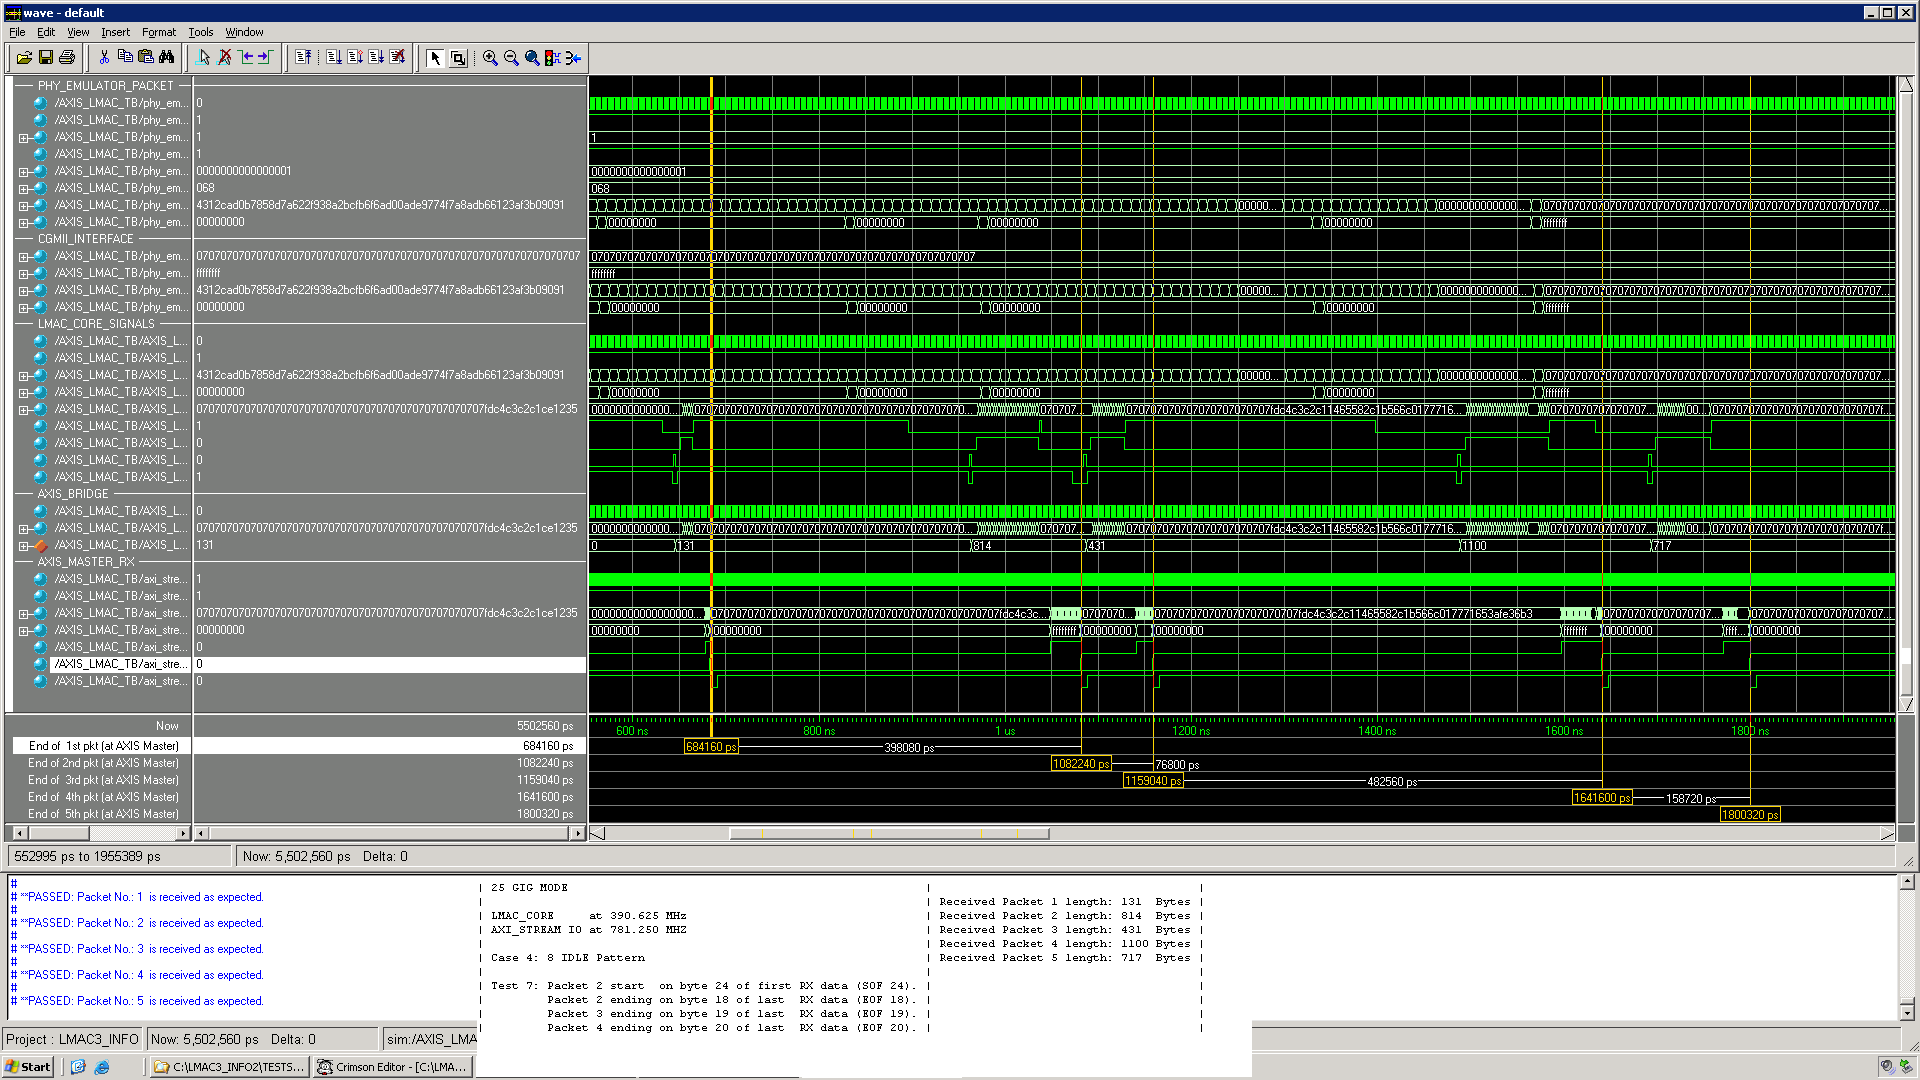 wave - default
File Edit View Insert Format Tools Window
PHY_EMULATOR_PACKET
/AXIS_LMAC_TB/phy_em... 0
/AXIS_LMAC_TB/phy_em... 1
/AXIS_LMAC_TB/phy_em... 1 1
/AXIS_LMAC_TB/phy_em... 1
/AXIS_LMAC_TB/phy_em... 0000000000000001 0000000000000001
/AXIS_LMAC_TB/phy_em... 068 068
/AXIS_LMAC_TB/phy_em... 4312cad0b7858d7a622f938a2bcfb6f6ad00ade9774f7a8adb66123af3b09091 00000... 0000000000000...
/AXIS_LMAC_TB/phy_em... 00000000 00000000 00000000 00000000 00000000 ffffffff
CGMII_INTERFACE
/AXIS_LMAC_TB/phy_em... 0707070707070707070707070707070707070707070707070707070707070707
/AXIS_LMAC_TB/phy_em... ffffffff ffffffff
/AXIS_LMAC_TB/phy_em... 4312cad0b7858d7a622f938a2bcfb6f6ad00ade9774f7a8adb66123af3b09091 00000... 0000000000000...
/AXIS_LMAC_TB/phy_em... 00000000 00000000 00000000 00000000 00000000 ffffffff
LMAC_CORE_SIGNALS
/AXIS_LMAC_TB/AXIS_L... 0
/AXIS_LMAC_TB/AXIS_L... 1
/AXIS_LMAC_TB/AXIS_L... 4312cad0b7858d7a622f938a2bcfb6f6ad00ade9774f7a8adb66123af3b09091 00000... 0000000000000...
/AXIS_LMAC_TB/AXIS_L... 00000000 00000000 00000000 00000000 00000000 ffffffff
/AXIS_LMAC_TB/AXIS_L... 070707070707070707070707070707070707070707070707fdc4c3c2c1ce1235 0000000000000... 070707...
/AXIS_LMAC_TB/AXIS_L... 1
/AXIS_LMAC_TB/AXIS_L... 0
/AXIS_LMAC_TB/AXIS_L... 0
/AXIS_LMAC_TB/AXIS_L... 1
AXIS_BRIDGE
/AXIS_LMAC_TB/AXIS_L... 0
/AXIS_LMAC_TB/AXIS_L... 070707070707070707070707070707070707070707070707fdc4c3c2c1ce1235 0000000000000... 070707...
/AXIS_LMAC_TB/AXIS_L... 131 0 131 814 431 1100 717
AXIS_MASTER_RX
/AXIS_LMAC_TB/axi_stre... 1
/AXIS_LMAC_TB/axi_stre... 1
/AXIS_LMAC_TB/axi_stre... 070707070707070707070707070707070707070707070707fdc4c3c2c1ce1235 0707070...
/AXIS_LMAC_TB/axi_stre... 00000000 00000000 00000000 ffffffff 00000000 00000000 ffffffff 00000000 ffff... 00000000
/AXIS_LMAC_TB/axi_stre... 0
/AXIS_LMAC_TB/axi_stre... 0
/AXIS_LMAC_TB/axi_stre... 0
Now 5502560 ps 600 ns 800 ns 1 us 1200 ns 1400 ns 1600 ns 1800 ns
End of 1st pkt (at AXIS Master) 684160 ps 684160 ps 398080 ps
End of 2nd pkt (at AXIS Master) 1082240 ps 1082240 ps 76800 ps
End of 3rd pkt (at AXIS Master) 1159040 ps 1159040 ps 482560 ps
End of 4th pkt (at AXIS Master) 1641600 ps 1641600 ps 158720 ps
End of 5th pkt (at AXIS Master) 1800320 ps 1800320 ps
552995 ps to 1955389 ps Now: 5,502,560 ps Delta: 0
#
# **PASSED: Packet No.: 1 is received as expected.
#
# **PASSED: Packet No.: 2 is received as expected.
#
# **PASSED: Packet No.: 3 is received as expected.
#
# **PASSED: Packet No.: 4 is received as expected.
#
# **PASSED: Packet No.: 5 is received as expected.
| 25 GIG MODE | |
| | Received Packet 1 length: 131 Bytes |
| LMAC_CORE at 390.625 MHz | Received Packet 2 length: 814 Bytes |
| AXI_STREAM IO at 781.250 MHZ | Received Packet 3 length: 431 Bytes |
| | Received Packet 4 length: 1100 Bytes |
| Case 4: 8 IDLE Pattern | Received Packet 5 length: 717 Bytes |
| Test 7: Packet 2 start on byte 24 of first RX data (SOF 24). | |
| Packet 2 ending on byte 18 of last RX data (EOF 18). | |
| Packet 3 ending on byte 19 of last RX data (EOF 19). | |
| Packet 4 ending on byte 20 of last RX data (EOF 20). | |
Project : LMAC3_INFO Now: 5,502,560 ps Delta: 0 sim:/AXIS_LMA
Start C:\LMAC3_INFO2\TESTS... Crimson Editor - [C:\LMA...